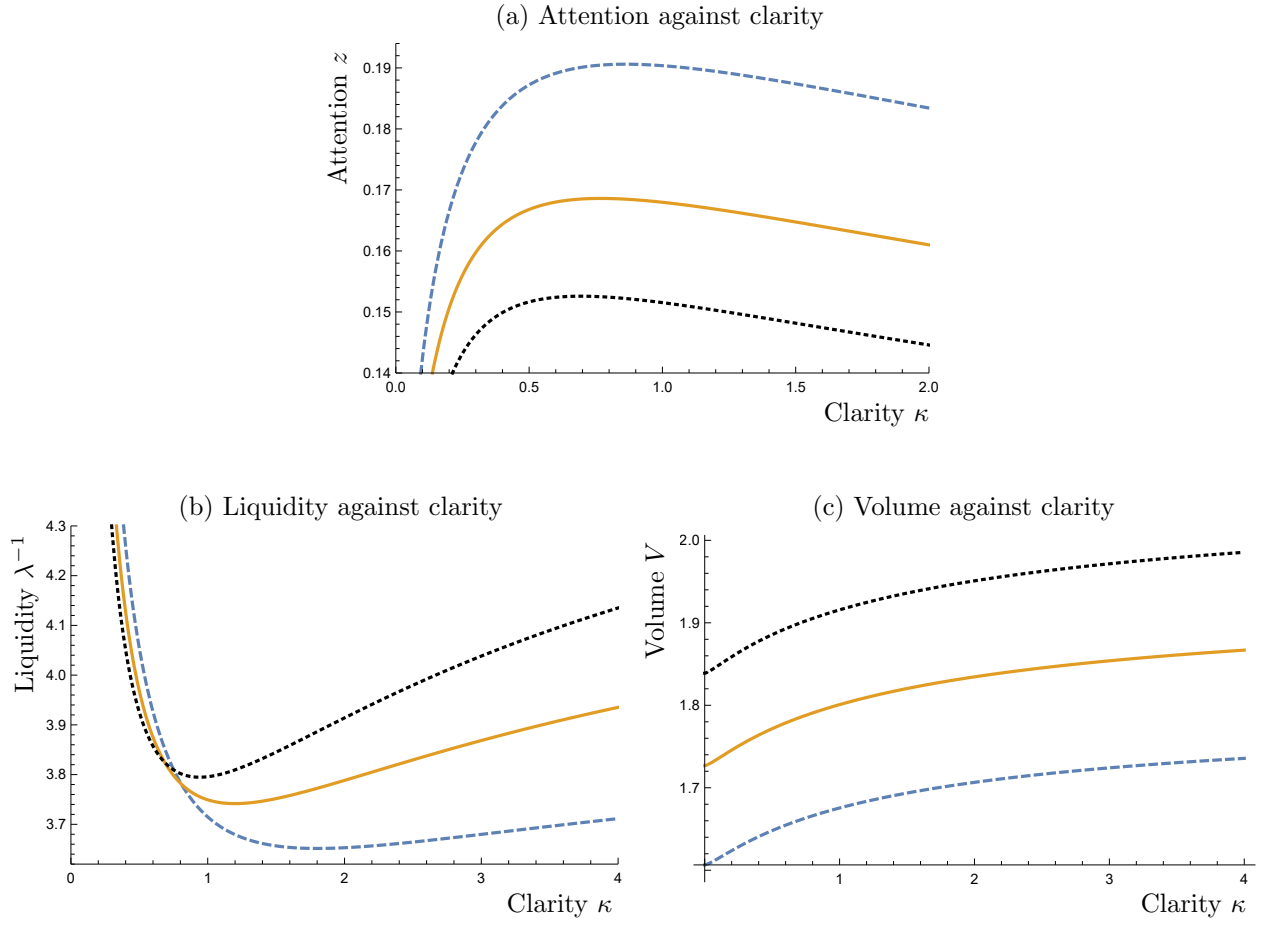 (a) Attention against clarity
Attention z
0.19
0.18
0.17
0.16
0.15
0.14
0.0 0.5 1.0 1.5 2.0
Clarity κ
(b) Liquidity against clarity
Liquidity λ⁻¹
4.3
4.2
4.1
4.0
3.9
3.8
3.7
0 1 2 3 4
Clarity κ
(c) Volume against clarity
Volume V
2.0
1.9
1.8
1.7
1 2 3 4
Clarity κ